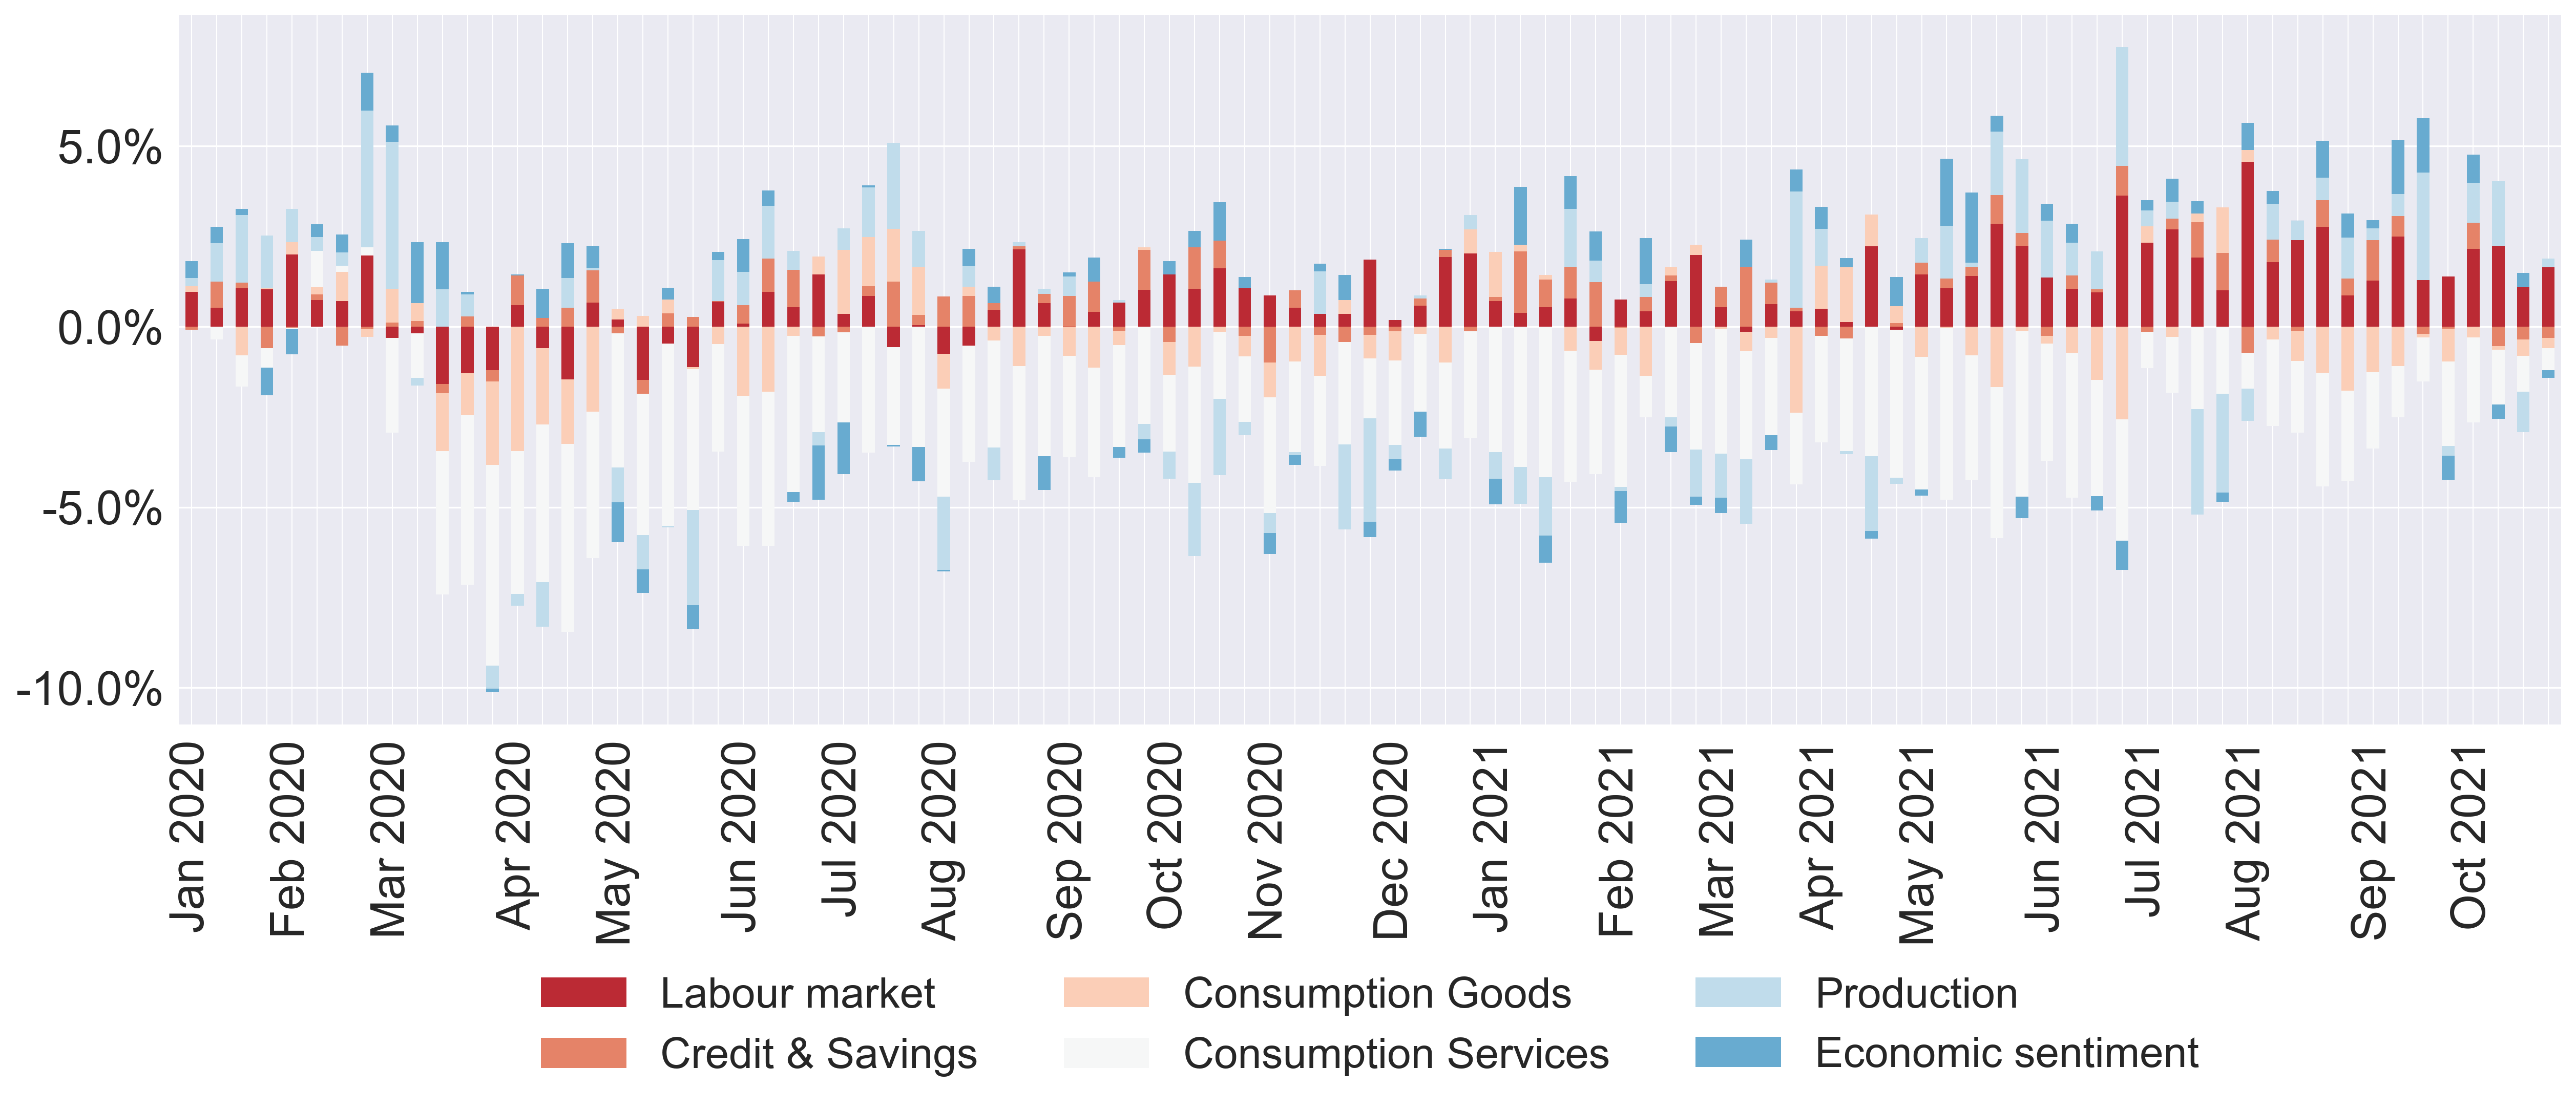 5.0%
0.0%
-5.0%
-10.0%
Jan 2020
Feb 2020
Mar 2020
Apr 2020
May 2020
Jun 2020
Jul 2020
Aug 2020
Sep 2020
Oct 2020
Nov 2020
Dec 2020
Jan 2021
Feb 2021
Mar 2021
Apr 2021
May 2021
Jun 2021
Jul 2021
Aug 2021
Sep 2021
Oct 2021
Labour market
Credit & Savings
Consumption Goods
Consumption Services
Production
Economic sentiment